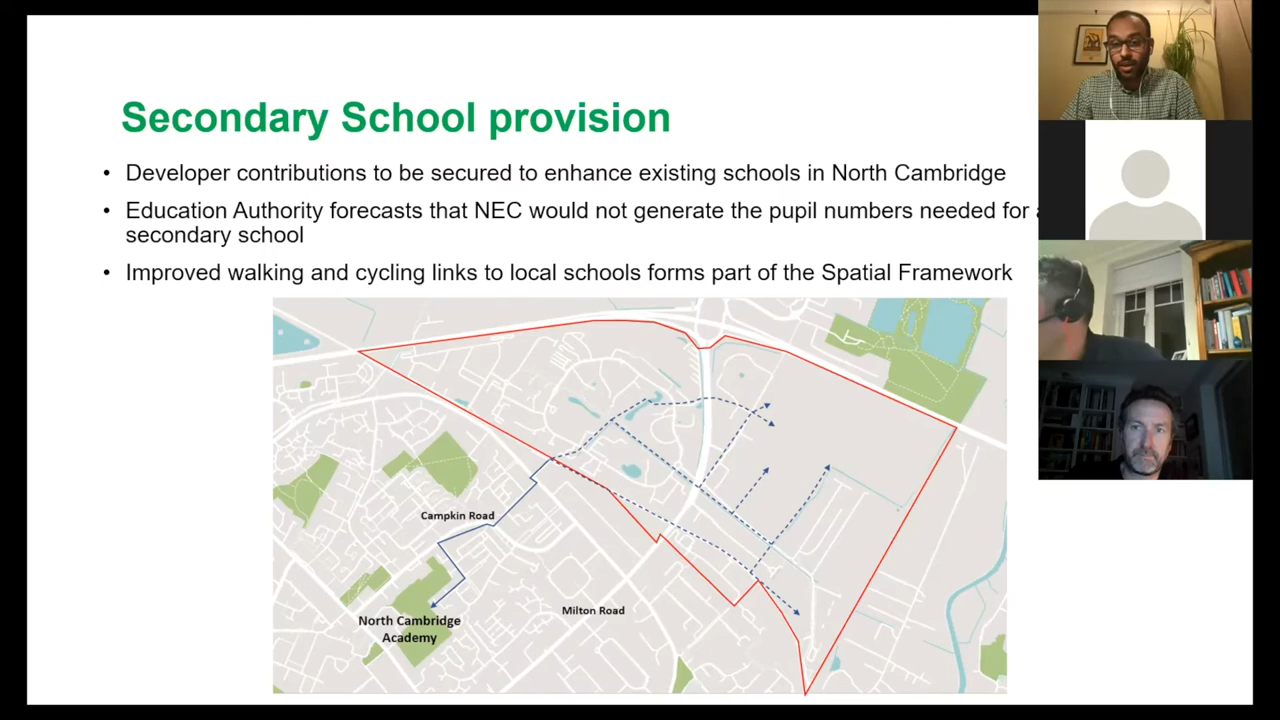 Secondary School provision
• Developer contributions to be secured to enhance existing schools in North Cambridge
• Education Authority forecasts that NEC would not generate the pupil numbers needed for a
secondary school
• Improved walking and cycling links to local schools forms part of the Spatial Framework
Campkin Road
Milton Road
North Cambridge
Academy